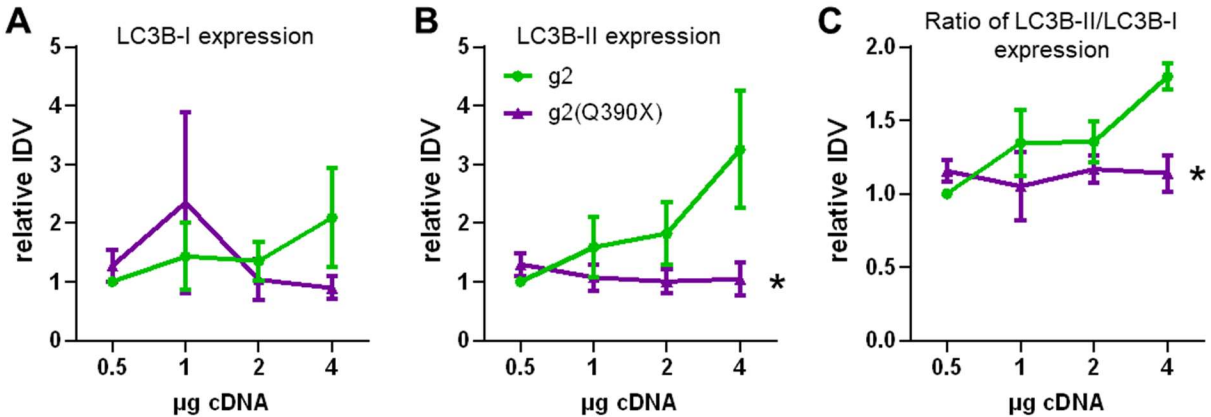 A
LC3B-I expression
relative IDV
5
4
3
2
1
0
0.5 1 2 4
µg cDNA
B
LC3B-II expression
g2
g2(Q390X)
relative IDV
5
4
3
2
1
0
*
0.5 1 2 4
µg cDNA
C
Ratio of LC3B-II/LC3B-I
expression
relative IDV
2.0
1.5
1.0
0.5
0.0
*
0.5 1 2 4
µg cDNA